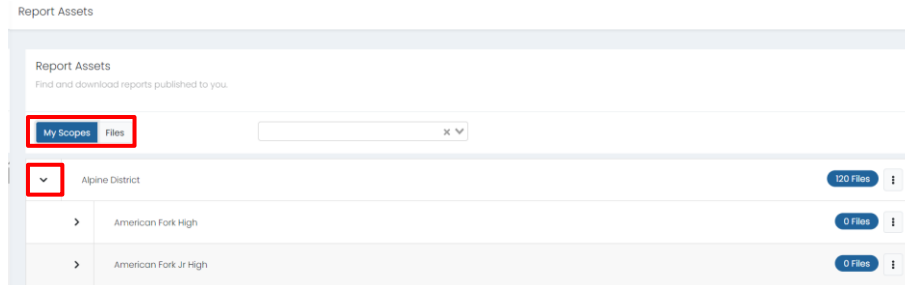 Report Assets
Report Assets
Find and download reports published to you.
My Scopes Files
Alpine District 120 Files
American Fork High 0 Files
American Fork Jr High 0 Files